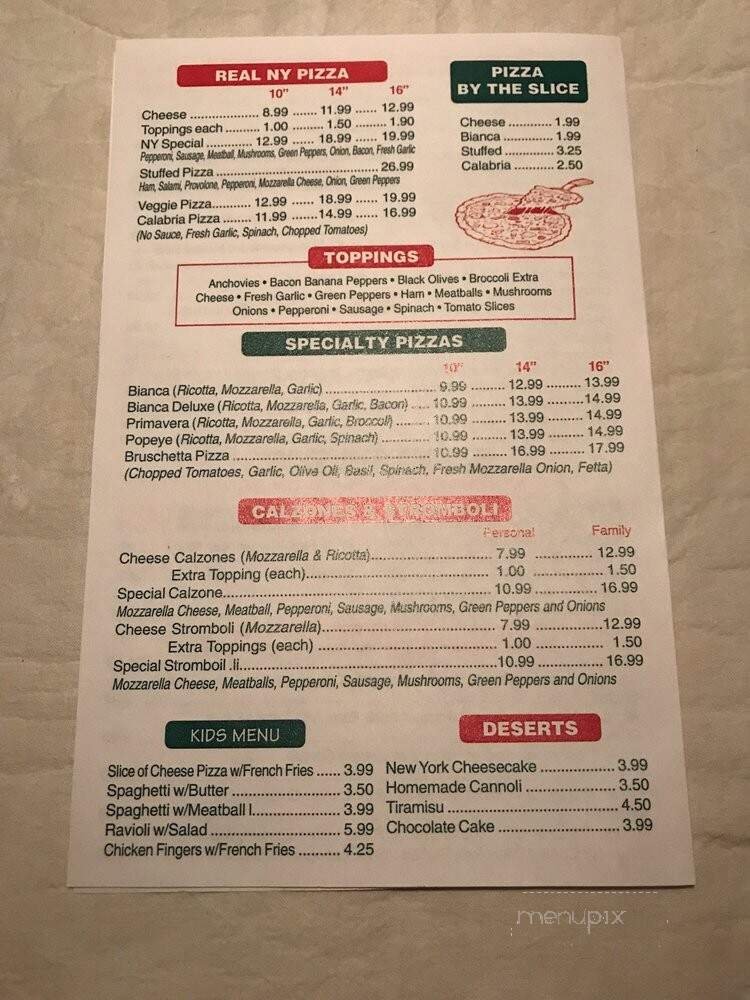 REAL NY PIZZA
10" 14" 16"
Cheese ................... 8.99 ....... 11.99 ...... 12.99
Toppings each .......... 1.00 ....... 1.50 ...... 1.90
NY Special ............. 12.99 ...... 18.99 ...... 19.99
Pepperoni, Sausage, Meatball, Mushrooms, Green Peppers, Onion, Bacon, Fresh Garlic
Stuffed Pizza ................................................ 26.99
Ham, Salami, Provolone, Pepperoni, Mozzarella Cheese, Onion, Green Peppers
Veggie Pizza........... 12.99 ...... 18.99 ...... 19.99
Calabria Pizza ........ 11.99 .......14.99 ...... 16.99
(No Sauce, Fresh Garlic, Spinach, Chopped Tomatoes)
PIZZA
BY THE SLICE
Cheese ............ 1.99
Bianca ............. 1.99
Stuffed ............ 3.25
Calabria ........... 2.50
TOPPINGS
Anchovies • Bacon Banana Peppers • Black Olives • Broccoli Extra
Cheese • Fresh Garlic • Green Peppers • Ham • Meatballs • Mushrooms
Onions • Pepperoni • Sausage • Spinach • Tomato Slices
SPECIALTY PIZZAS
10" 14" 16"
Bianca (Ricotta, Mozzarella, Garlic) ........................ 9.99 ......... 12.99 ......... 13.99
Bianca Deluxe (Ricotta, Mozzarella, Garlic, Bacon) .... 10.99 ......... 13.99 ......... 14.99
Primavera (Ricotta, Mozzarella, Garlic, Broccoli) ....... 10.99 ......... 13.99 ......... 14.99
Popeye (Ricotta, Mozzarella, Garlic, Spinach) .......... 10.99 ......... 13.99 ......... 14.99
Bruschetta Pizza ............................................. 10.99 ......... 16.99 ......... 17.99
(Chopped Tomatoes, Garlic, Olive Oil, Basil, Spinach, Fresh Mozzarella Onion, Fetta)
CALZONES & STROMBOLI
Personal Family
Cheese Calzones (Mozzarella & Ricotta)............................ 7.99 .............. 12.99
Extra Topping (each)........................................... 1.00 ................. 1.50
Special Calzone............................................................. 10.99 ............... 16.99
Mozzarella Cheese, Meatball, Pepperoni, Sausage, Mushrooms, Green Peppers and Onions
Cheese Stromboli (Mozzarella)....................................... 7.99 .................12.99
Extra Toppings (each) ........................................ 1.00 ................. 1.50
Special Stromboil .li.........................................................10.99 ................ 16.99
Mozzarella Cheese, Meatballs, Pepperoni, Sausage, Mushrooms, Green Peppers and Onions
KIDS MENU
Slice of Cheese Pizza w/French Fries ...... 3.99
Spaghetti w/Butter ........................... 3.50
Spaghetti w/Meatball l....................... 3.99
Ravioli w/Salad ................................ 5.99
Chicken Fingers w/French Fries .......... 4.25
DESERTS
New York Cheesecake .................. 3.99
Homemade Cannoli ..................... 3.50
Tiramisu ........................................ 4.50
Chocolate Cake ............................. 3.99
menupix